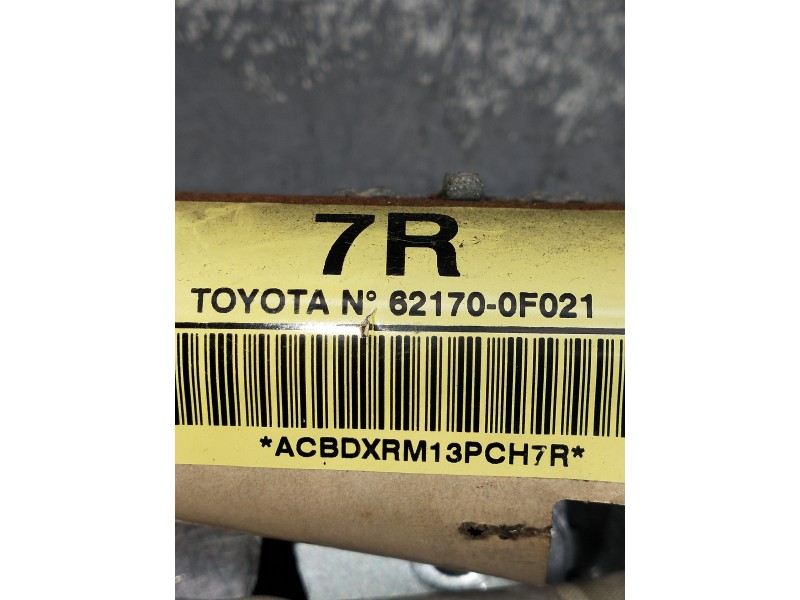 7R
TOYOTA N° 62170-0F021
*ACBDXRM13PCH7R*